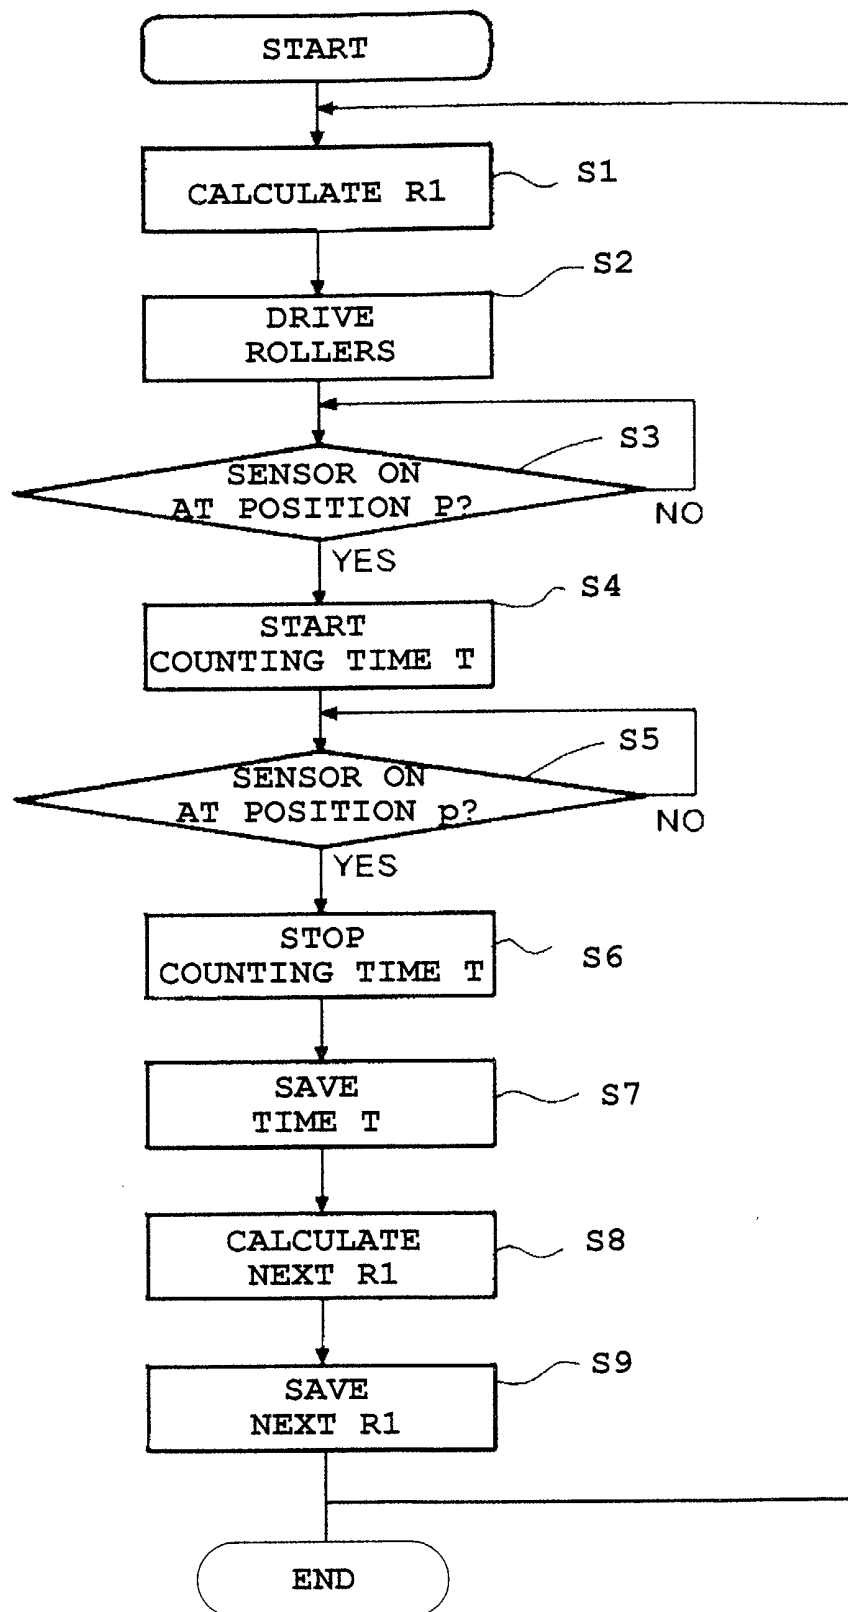 START
CALCULATE R1
S1
S2
DRIVE
ROLLERS
S3
SENSOR ON
AT POSITION P?
NO
YES
S4
START
COUNTING TIME T
S5
SENSOR ON
AT POSITION p?
NO
YES
STOP
COUNTING TIME T
S6
SAVE
TIME T
S7
CALCULATE
NEXT R1
S8
S9
SAVE
NEXT R1
END